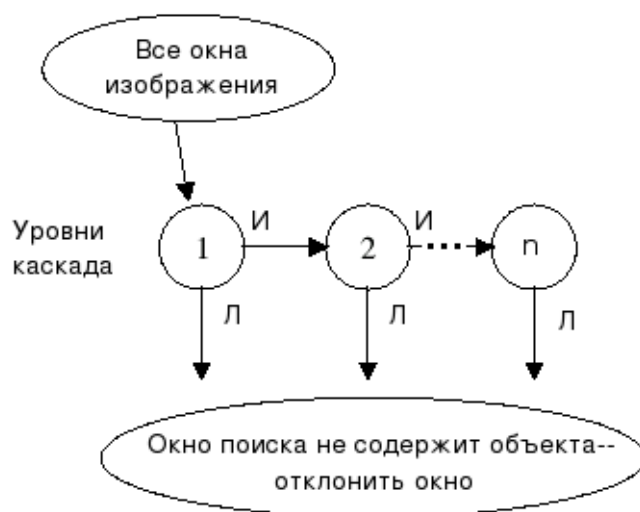 Все окна
изображения
Уровни
каскада
1
И
2
И
n
Л
Л
Л
Окно поиска не содержит объекта--
отклонить окно